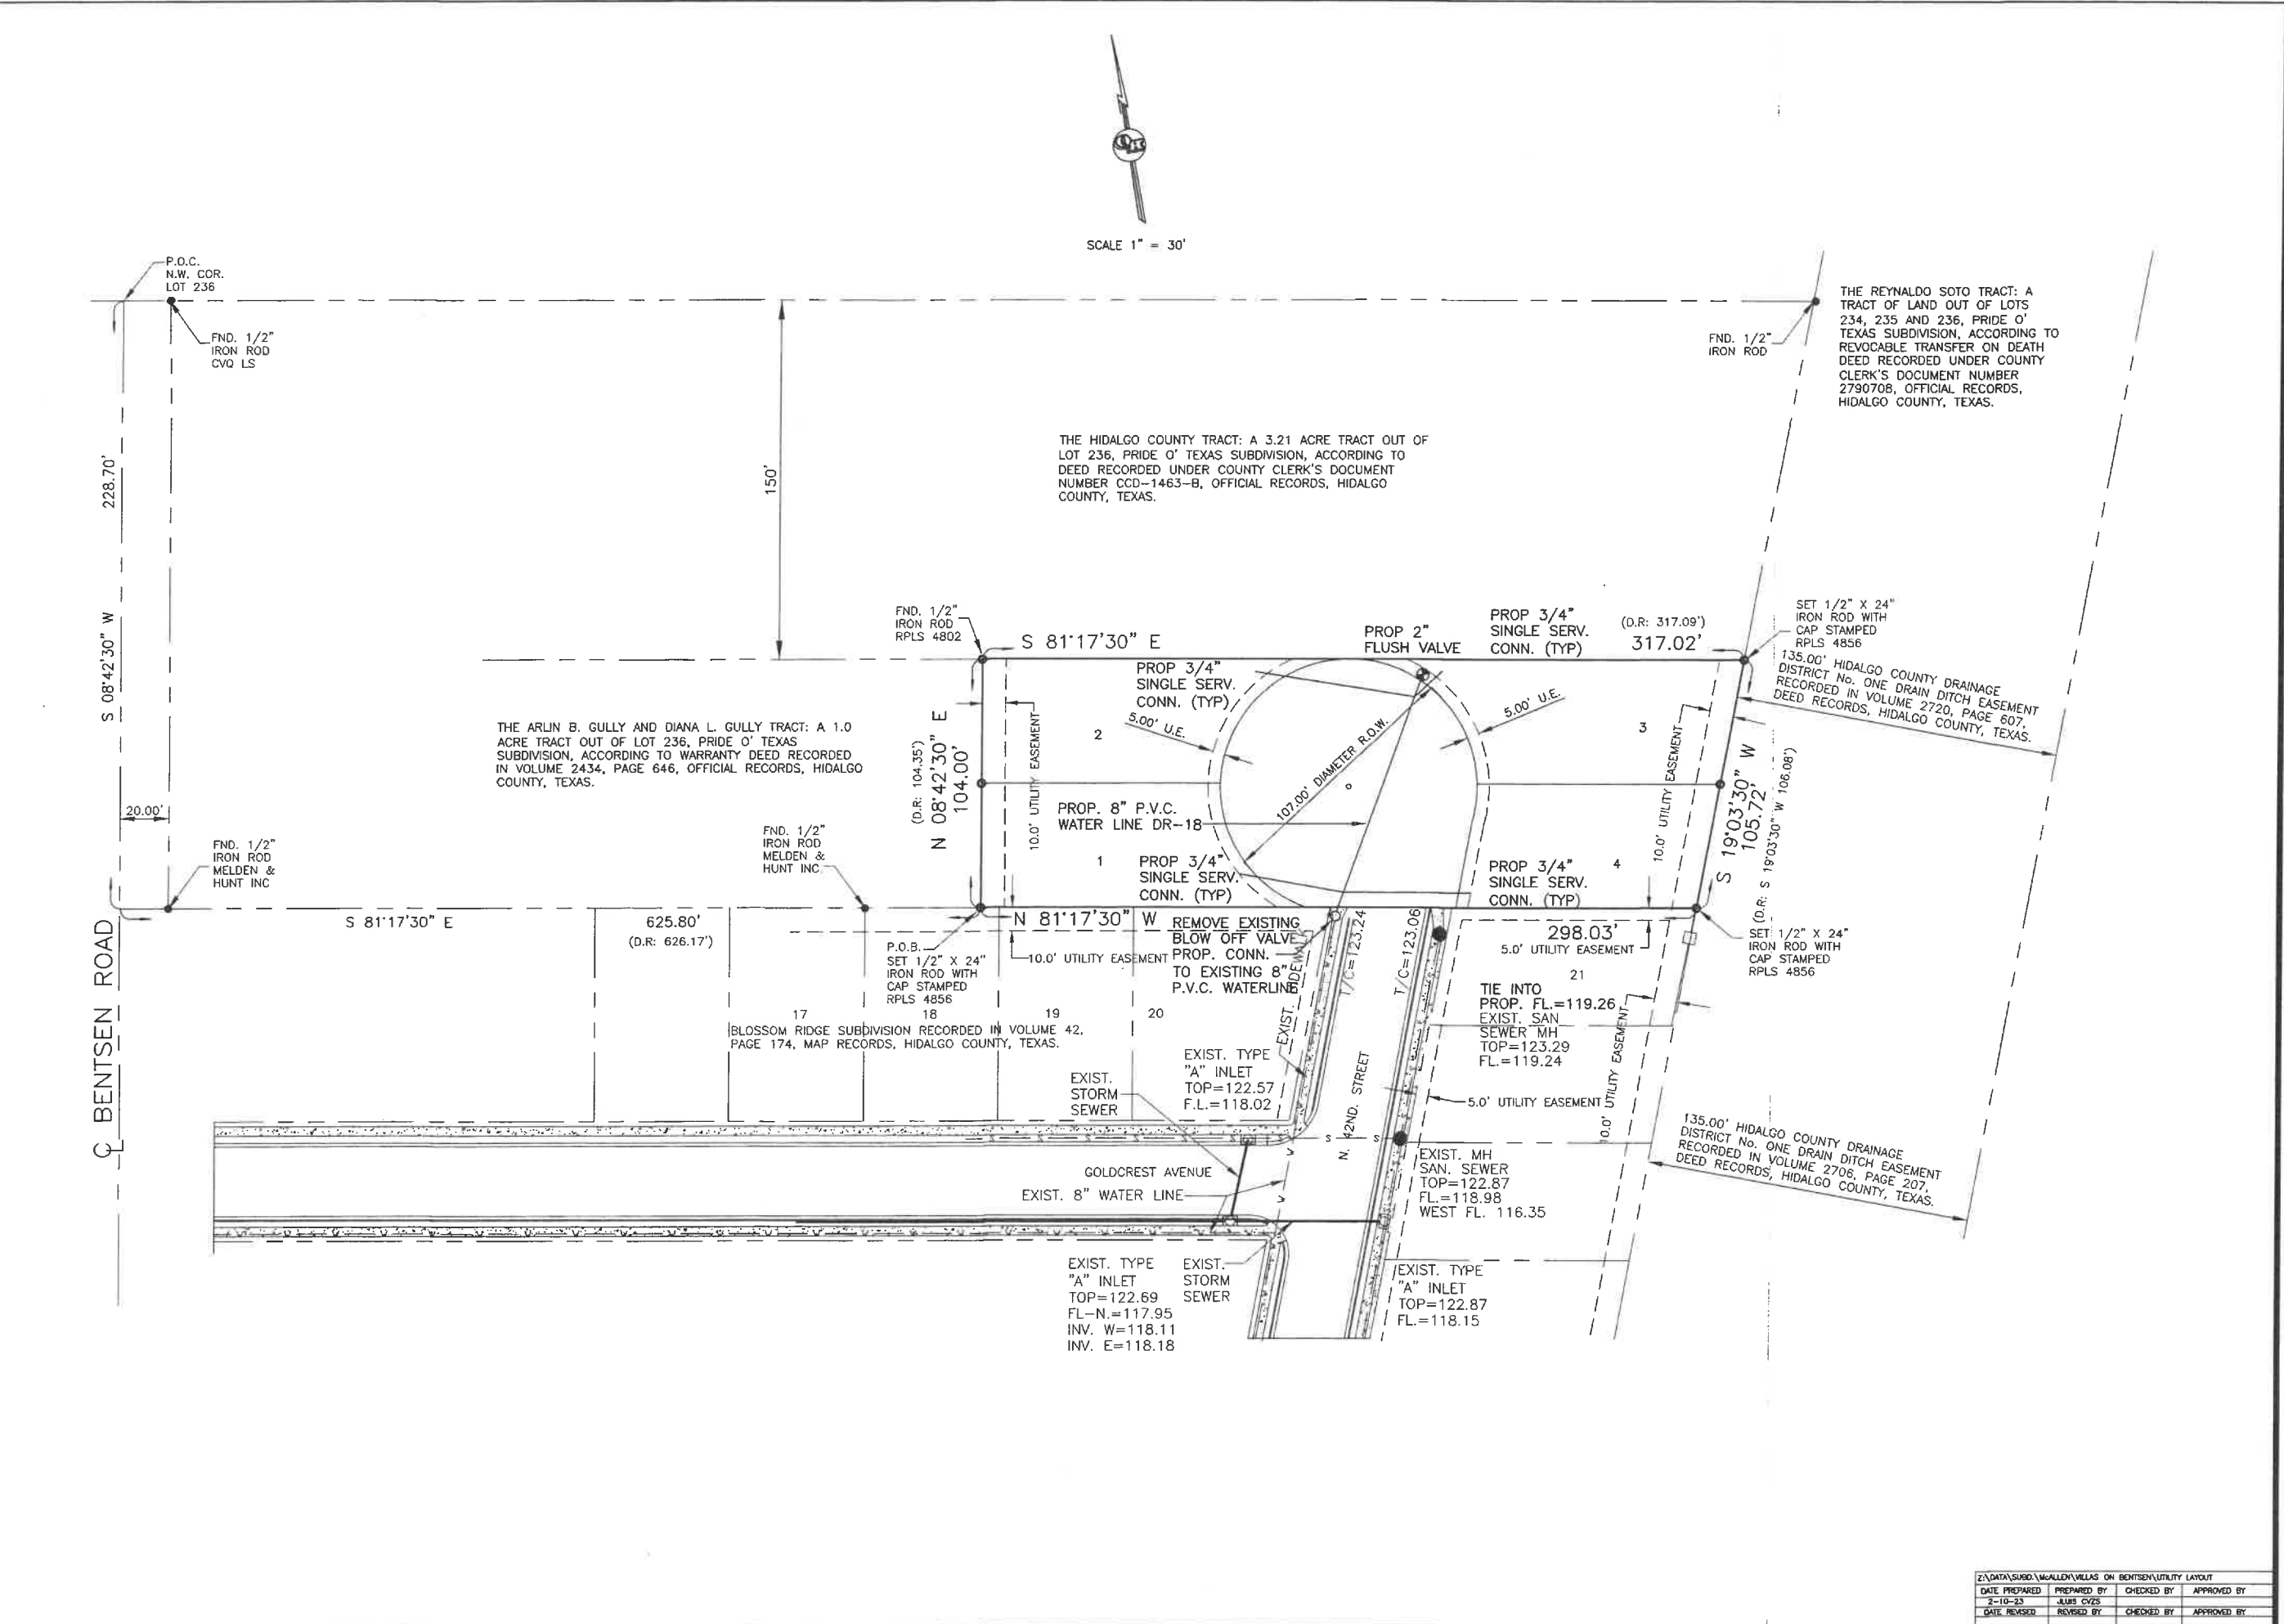 SCALE 1" = 30'
P.O.C.
N.W. COR.
LOT 236
FND. 1/2"
IRON ROD
CVQ LS
FND. 1/2"
IRON ROD
THE REYNALDO SOTO TRACT: A
TRACT OF LAND OUT OF LOTS
234, 235 AND 236, PRIDE O'
TEXAS SUBDIVISION, ACCORDING TO
REVOCABLE TRANSFER ON DEATH
DEED RECORDED UNDER COUNTY
CLERK'S DOCUMENT NUMBER
2790708, OFFICIAL RECORDS,
HIDALGO COUNTY, TEXAS.
S 08°42'30" W 228.70'
150'
THE HIDALGO COUNTY TRACT: A 3.21 ACRE TRACT OUT OF
LOT 236, PRIDE O' TEXAS SUBDIVISION, ACCORDING TO
DEED RECORDED UNDER COUNTY CLERK'S DOCUMENT
NUMBER CCD-1463-B, OFFICIAL RECORDS, HIDALGO
COUNTY, TEXAS.
FND. 1/2"
IRON ROD
RPLS 4802
S 81°17'30" E
PROP 2"
FLUSH VALVE
PROP 3/4"
SINGLE SERV.
CONN. (TYP)
(D.R: 317.09')
317.02'
SET 1/2" X 24"
IRON ROD WITH
CAP STAMPED
RPLS 4856
135.00' HIDALGO COUNTY DRAINAGE
DISTRICT No. ONE DRAIN DITCH EASEMENT
RECORDED IN VOLUME 2720, PAGE 607,
DEED RECORDS, HIDALGO COUNTY, TEXAS.
PROP 3/4"
SINGLE SERV.
CONN. (TYP)
5.00' U.E.
5.00' U.E.
2
3
THE ARLIN B. GULLY AND DIANA L. GULLY TRACT: A 1.0
ACRE TRACT OUT OF LOT 236, PRIDE O' TEXAS
SUBDIVISION, ACCORDING TO WARRANTY DEED RECORDED
IN VOLUME 2434, PAGE 646, OFFICIAL RECORDS, HIDALGO
COUNTY, TEXAS.
(D.R: 104.35')
N 08°42'30" E
104.00'
10.0' UTILITY EASEMENT
107.00' DIAMETER R.O.W.
10.0' UTILITY EASEMENT
S 19°03'30" W
105.72'
(D.R: S 19°03'30" W 106.08')
PROP. 8" P.V.C.
WATER LINE DR-18
20.00'
FND. 1/2"
IRON ROD
MELDEN &
HUNT INC
FND. 1/2"
IRON ROD
MELDEN &
HUNT INC
1
PROP 3/4"
SINGLE SERV.
CONN. (TYP)
PROP 3/4"
SINGLE SERV.
CONN. (TYP)
4
S 81°17'30" E
625.80'
(D.R: 626.17')
N 81°17'30" W
298.03'
P.O.B.
SET 1/2" X 24"
IRON ROD WITH
CAP STAMPED
RPLS 4856
10.0' UTILITY EASEMENT
REMOVE EXISTING
BLOW OFF VALVE
PROP. CONN.
TO EXISTING 8"
P.V.C. WATERLINE
EXIST. SIDEWALK
T/C=123.24
T/C=123.06
5.0' UTILITY EASEMENT
SET 1/2" X 24"
IRON ROD WITH
CAP STAMPED
RPLS 4856
21
TIE INTO
PROP. FL.=119.26
EXIST. SAN
SEWER MH
TOP=123.29
FL.=119.24
17
18
19
20
BLOSSOM RIDGE SUBDIVISION RECORDED IN VOLUME 42,
PAGE 174, MAP RECORDS, HIDALGO COUNTY, TEXAS.
EXIST. TYPE
"A" INLET
TOP=122.57
F.L.=118.02
EXIST.
STORM
SEWER
N. 42ND. STREET
5.0' UTILITY EASEMENT
10.0' UTILITY EASEMENT
135.00' HIDALGO COUNTY DRAINAGE
DISTRICT No. ONE DRAIN DITCH EASEMENT
RECORDED IN VOLUME 2706, PAGE 207,
DEED RECORDS, HIDALGO COUNTY, TEXAS.
℄ BENTSEN ROAD
S S
GOLDCREST AVENUE
EXIST. 8" WATER LINE
EXIST. MH
SAN. SEWER
TOP=122.87
FL.=118.98
WEST FL. 116.35
EXIST. TYPE
"A" INLET
TOP=122.69
FL-N.=117.95
INV. W=118.11
INV. E=118.18
EXIST.
STORM
SEWER
EXIST. TYPE
"A" INLET
TOP=122.87
FL.=118.15
Z:\DATA\SUBD.\McALLEN\VILLAS ON BENTSEN\UTILITY LAYOUT
DATE PREPARED PREPARED BY CHECKED BY APPROVED BY
2-10-23
DATE REVISED REVISED BY CHECKED BY APPROVED BY